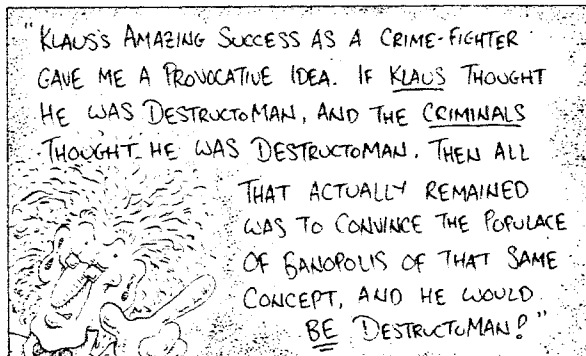 "KLAUS'S AMAZING SUCCESS AS A CRIME-FIGHTER
GAVE ME A PROVOCATIVE IDEA. IF KLAUS THOUGHT
HE WAS DESTRUCTOMAN, AND THE CRIMINALS
THOUGHT HE WAS DESTRUCTOMAN. THEN ALL
THAT ACTUALLY REMAINED
WAS TO CONVINCE THE POPULACE
OF GANOPOLIS OF THAT SAME
CONCEPT, AND HE WOULD
BE DESTRUCTOMAN!"